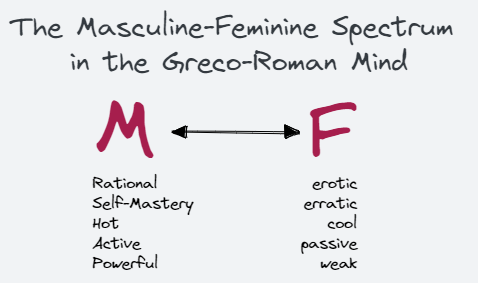 The Masculine-Feminine Spectrum
in the Greco-Roman Mind
M F
Rational erotic
Self-Mastery erratic
Hot cool
Active passive
Powerful weak